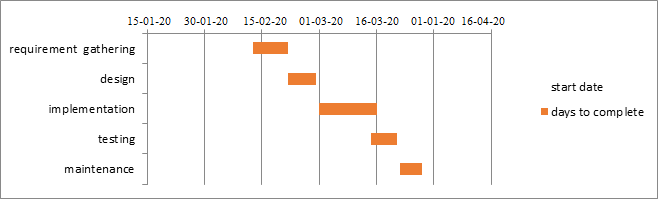 15-01-20 30-01-20 15-02-20 01-03-20 16-03-20 01-01-20 16-04-20
requirement gathering
design
implementation
testing
maintenance
start date
days to complete